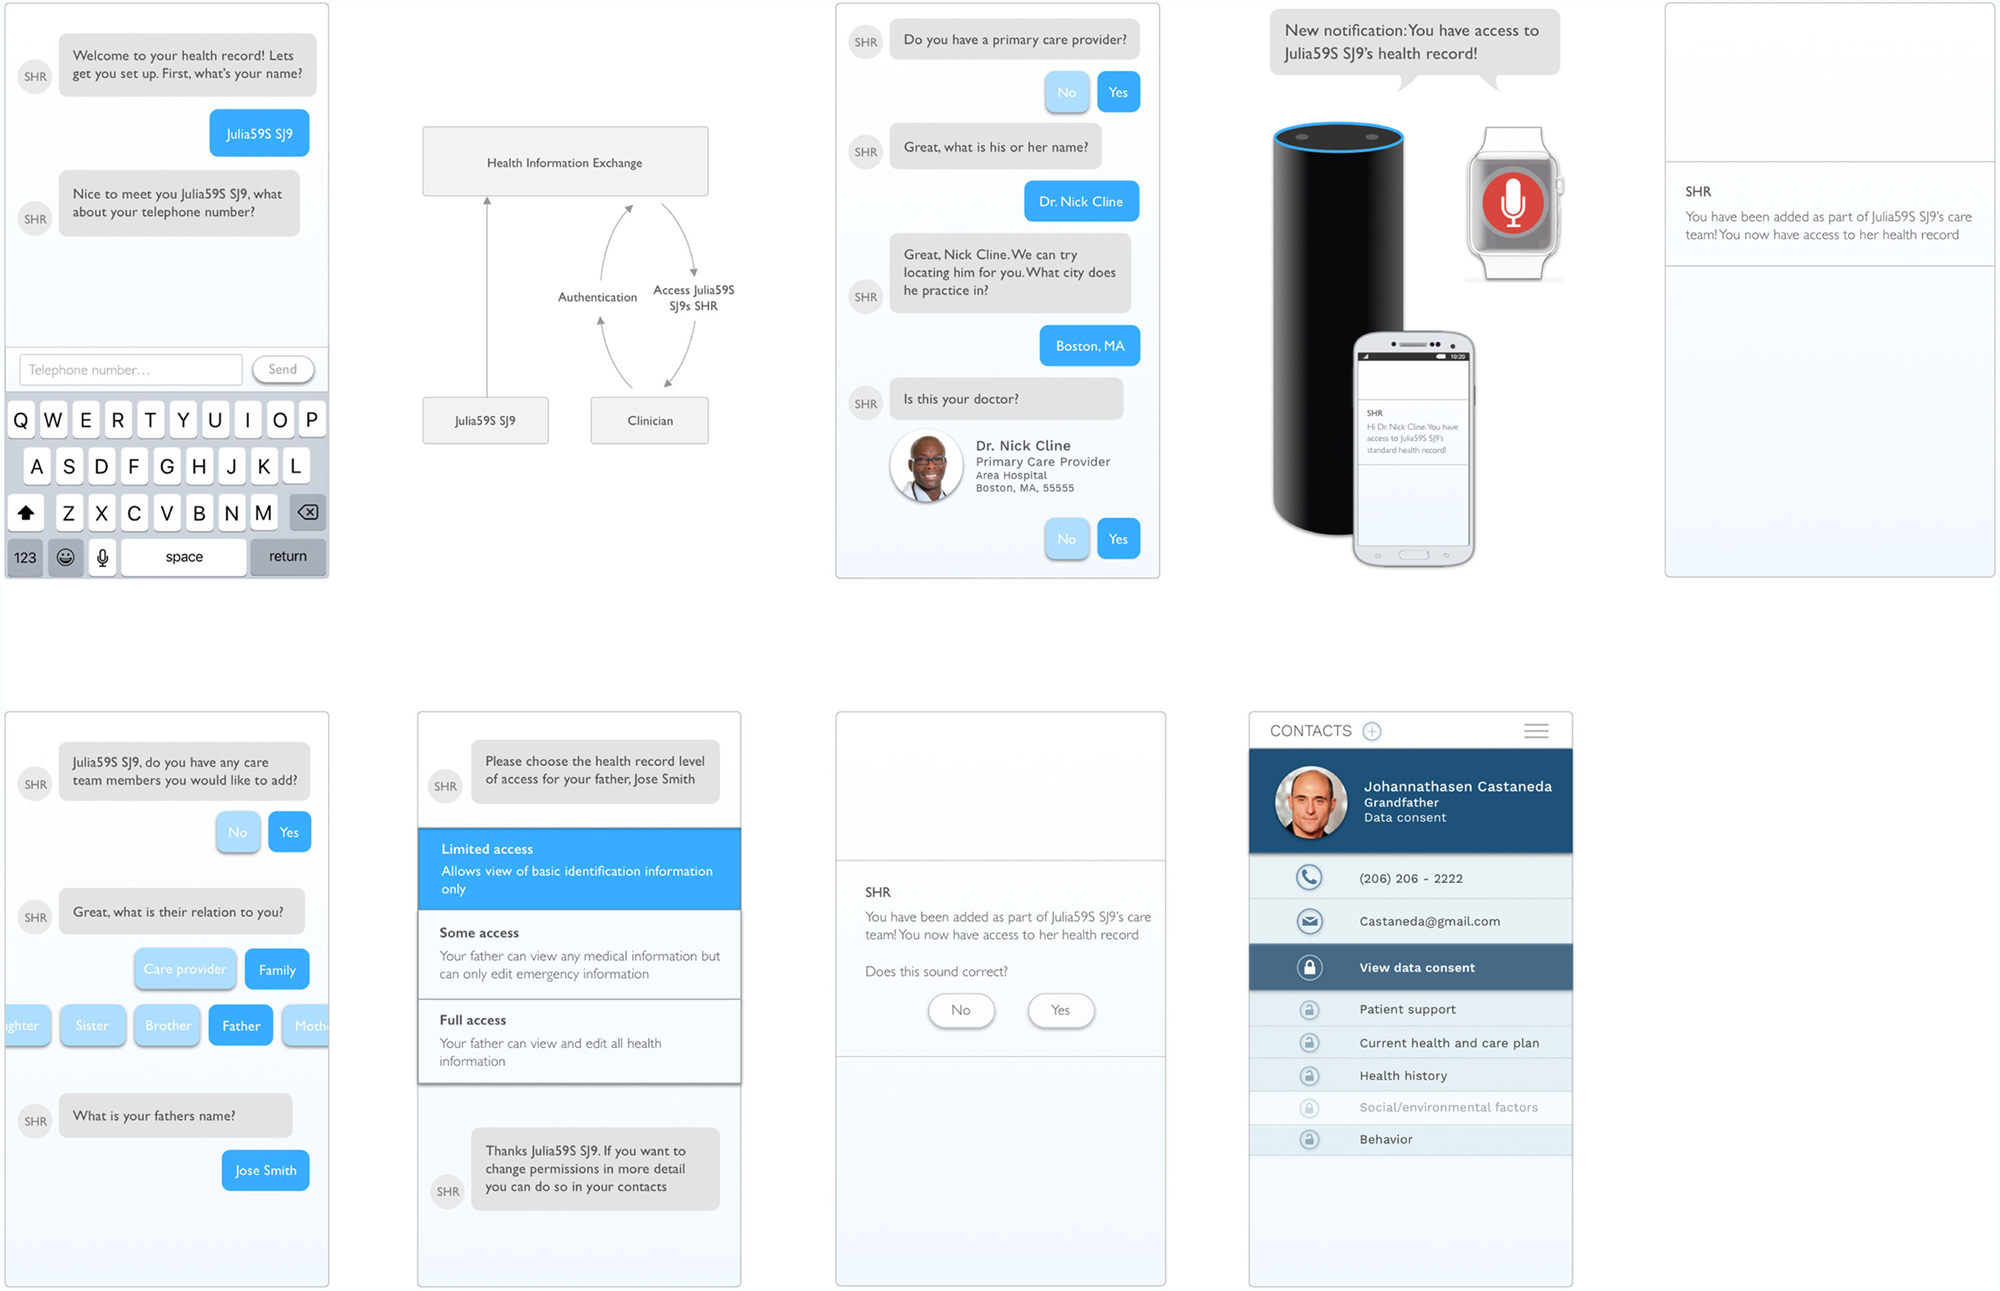 Welcome to your health record! Lets
get you set up. First, what's your name?
SHR
Julia59S SJ9
Nice to meet you Julia59S SJ9, what
about your telephone number?
SHR
Telephone number...
Send
Q W E R T Y U I O P
A S D F G H J K L
Z X C V B N M
123
space
return
Health Information Exchange
Authentication
Access Julia59S
SJ9s SHR
Julia59S SJ9
Clinician
SHR
Do you have a primary care provider?
No
Yes
SHR
Great, what is his or her name?
Dr. Nick Cline
Great, Nick Cline. We can try
locating him for you. What city does
he practice in?
SHR
Boston, MA
SHR
Is this your doctor?
Dr. Nick Cline
Primary Care Provider
Area Hospital
Boston, MA, 55555
No
Yes
New notification: You have access to
Julia59S SJ9's health record!
10:20
SHR
Hi Dr. Nick Cline. You have
access to Julia59S SJ9's
standard health record!
SHR
You have been added as part of Julia59S SJ9's care
team! You now have access to her health record
Julia59S SJ9, do you have any care
team members you would like to add?
SHR
No
Yes
SHR
Great, what is their relation to you?
Care provider
Family
ughter
Sister
Brother
Father
Moth
SHR
What is your fathers name?
Jose Smith
Please choose the health record level
of access for your father, Jose Smith
SHR
Limited access
Allows view of basic identification information
only
Some access
Your father can view any medical information but
can only edit emergency information
Full access
Your father can view and edit all health
information
Thanks Julia59S SJ9. If you want to
change permissions in more detail
you can do so in your contacts
SHR
SHR
You have been added as part of Julia59S SJ9's care
team! You now have access to her health record
Does this sound correct?
No
Yes
CONTACTS
Johannathasen Castaneda
Grandfather
Data consent
(206) 206 - 2222
Castaneda@gmail.com
View data consent
Patient support
Current health and care plan
Health history
Social/environmental factors
Behavior